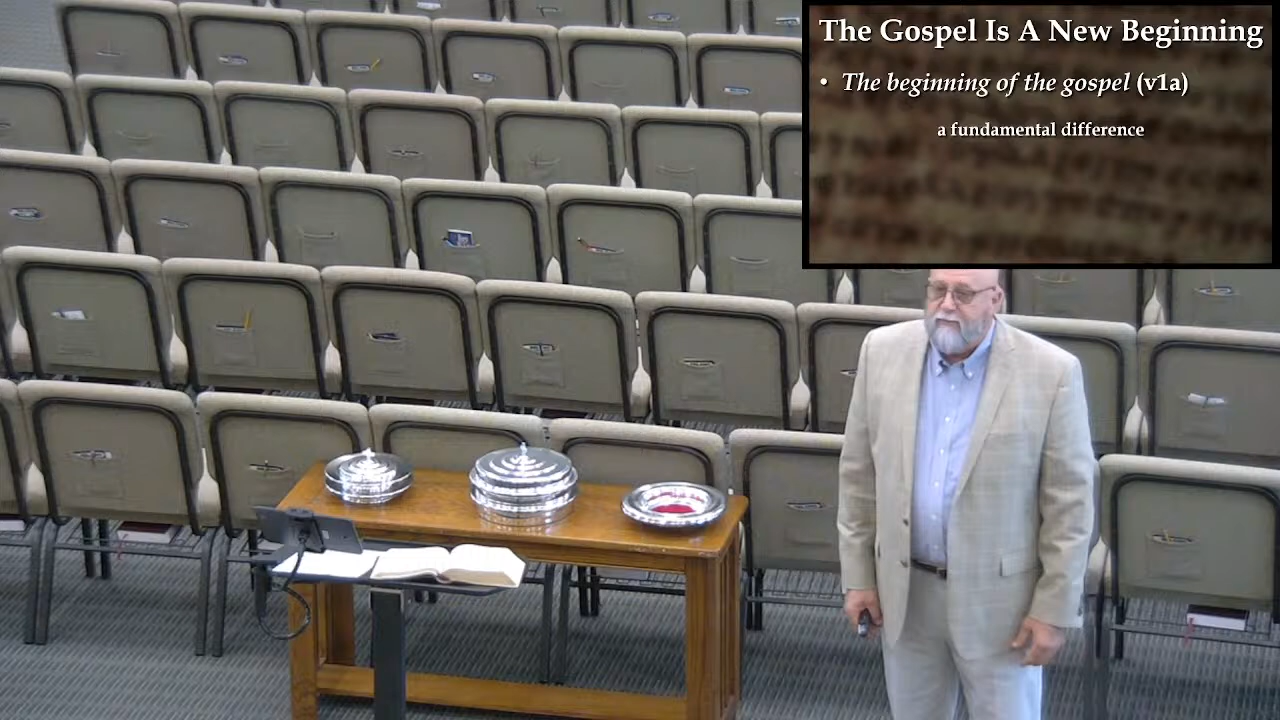 The Gospel Is A New Beginning
• The beginning of the gospel (v1a)
a fundamental difference